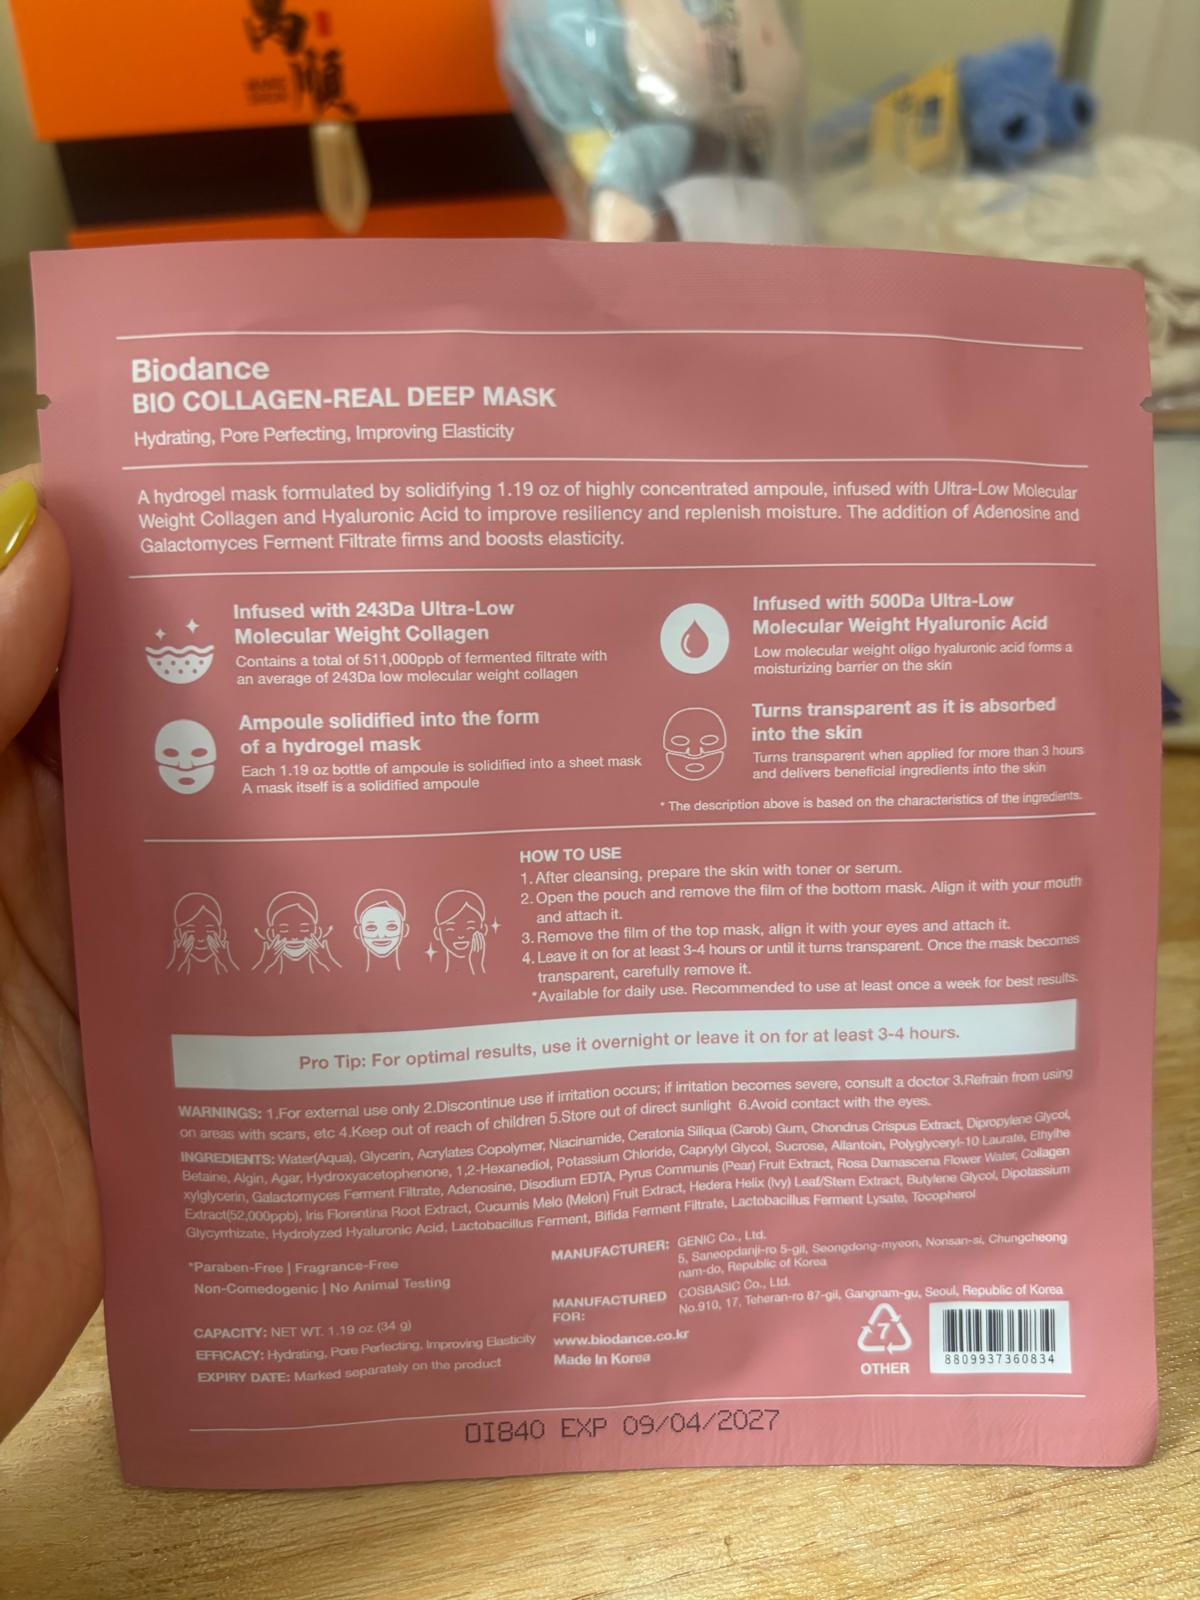 萬
順
Biodance
BIO COLLAGEN-REAL DEEP MASK
Hydrating, Pore Perfecting, Improving Elasticity
A hydrogel mask formulated by solidifying 1.19 oz of highly concentrated ampoule, infused with Ultra-Low Molecular
Weight Collagen and Hyaluronic Acid to improve resiliency and replenish moisture. The addition of Adenosine and
Galactomyces Ferment Filtrate firms and boosts elasticity.
Infused with 243Da Ultra-Low
Molecular Weight Collagen
Contains a total of 511,000ppb of fermented filtrate with
an average of 243Da low molecular weight collagen
Infused with 500Da Ultra-Low
Molecular Weight Hyaluronic Acid
Low molecular weight oligo hyaluronic acid forms a
moisturizing barrier on the skin
Ampoule solidified into the form
of a hydrogel mask
Each 1.19 oz bottle of ampoule is solidified into a sheet mask
A mask itself is a solidified ampoule
Turns transparent as it is absorbed
into the skin
Turns transparent when applied for more than 3 hours
and delivers beneficial ingredients into the skin
* The description above is based on the characteristics of the ingredients.
HOW TO USE
1. After cleansing, prepare the skin with toner or serum.
2. Open the pouch and remove the film of the bottom mask. Align it with your mouth
and attach it.
3. Remove the film of the top mask, align it with your eyes and attach it.
4. Leave it on for at least 3-4 hours or until it turns transparent. Once the mask becomes
transparent, carefully remove it.
*Available for daily use. Recommended to use at least once a week for best results.
Pro Tip: For optimal results, use it overnight or leave it on for at least 3-4 hours.
WARNINGS: 1.For external use only 2.Discontinue use if irritation occurs; if irritation becomes severe, consult a doctor 3.Refrain from using
on areas with scars, etc 4.Keep out of reach of children 5.Store out of direct sunlight 6.Avoid contact with the eyes.
INGREDIENTS: Water(Aqua), Glycerin, Acrylates Copolymer, Niacinamide, Ceratonia Siliqua (Carob) Gum, Chondrus Crispus Extract, Dipropylene Glycol,
Betaine, Algin, Agar, Hydroxyacetophenone, 1,2-Hexanediol, Potassium Chloride, Caprylyl Glycol, Sucrose, Allantoin, Polyglyceryl-10 Laurate, Ethylhe
xylglycerin, Galactomyces Ferment Filtrate, Adenosine, Disodium EDTA, Pyrus Communis (Pear) Fruit Extract, Rosa Damascena Flower Water, Collagen
Extract(52,000ppb), Iris Florentina Root Extract, Cucumis Melo (Melon) Fruit Extract, Hedera Helix (Ivy) Leaf/Stem Extract, Butylene Glycol, Dipotassium
Glycyrrhizate, Hydrolyzed Hyaluronic Acid, Lactobacillus Ferment, Bifida Ferment Filtrate, Lactobacillus Ferment Lysate, Tocopherol
*Paraben-Free | Fragrance-Free
Non-Comedogenic | No Animal Testing
CAPACITY: NET WT. 1.19 oz (34 g)
EFFICACY: Hydrating, Pore Perfecting, Improving Elasticity
EXPIRY DATE: Marked separately on the product
MANUFACTURER: GENIC Co., Ltd.
5, Saneopdanji-ro 5-gil, Seongdong-myeon, Nonsan-si, Chungcheong
nam-do, Republic of Korea
MANUFACTURED FOR: COSBASIC Co., Ltd.
No.910, 17, Teheran-ro 87-gil, Gangnam-gu, Seoul, Republic of Korea
www.biodance.co.kr
Made In Korea
7
OTHER
8809937360834
OI840 EXP 09/04/2027